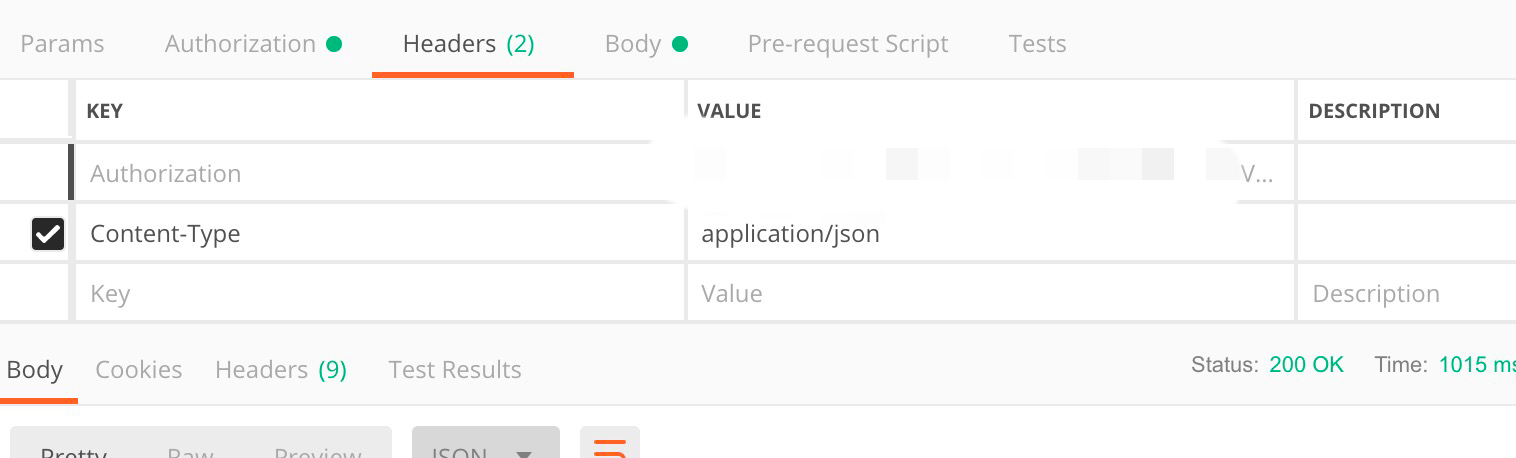 Params Authorization Headers (2) Body Pre-request Script Tests
KEY VALUE DESCRIPTION
Authorization V...
Content-Type application/json
Key Value Description
Body Cookies Headers (9) Test Results Status: 200 OK Time: 1015 ms
Pretty Raw Preview JSON